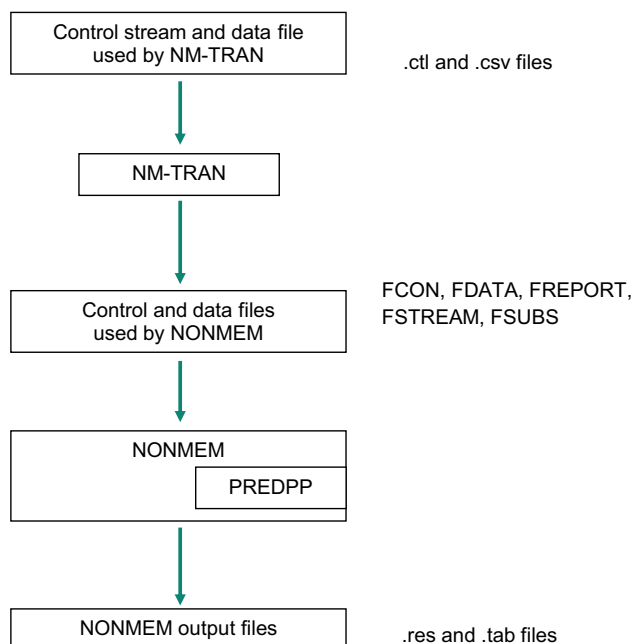 Control stream and data file
used by NM-TRAN
.ctl and .csv files
NM-TRAN
Control and data files
used by NONMEM
FCON, FDATA, FREPORT,
FSTREAM, FSUBS
NONMEM
PREDPP
NONMEM output files
.res and .tab files